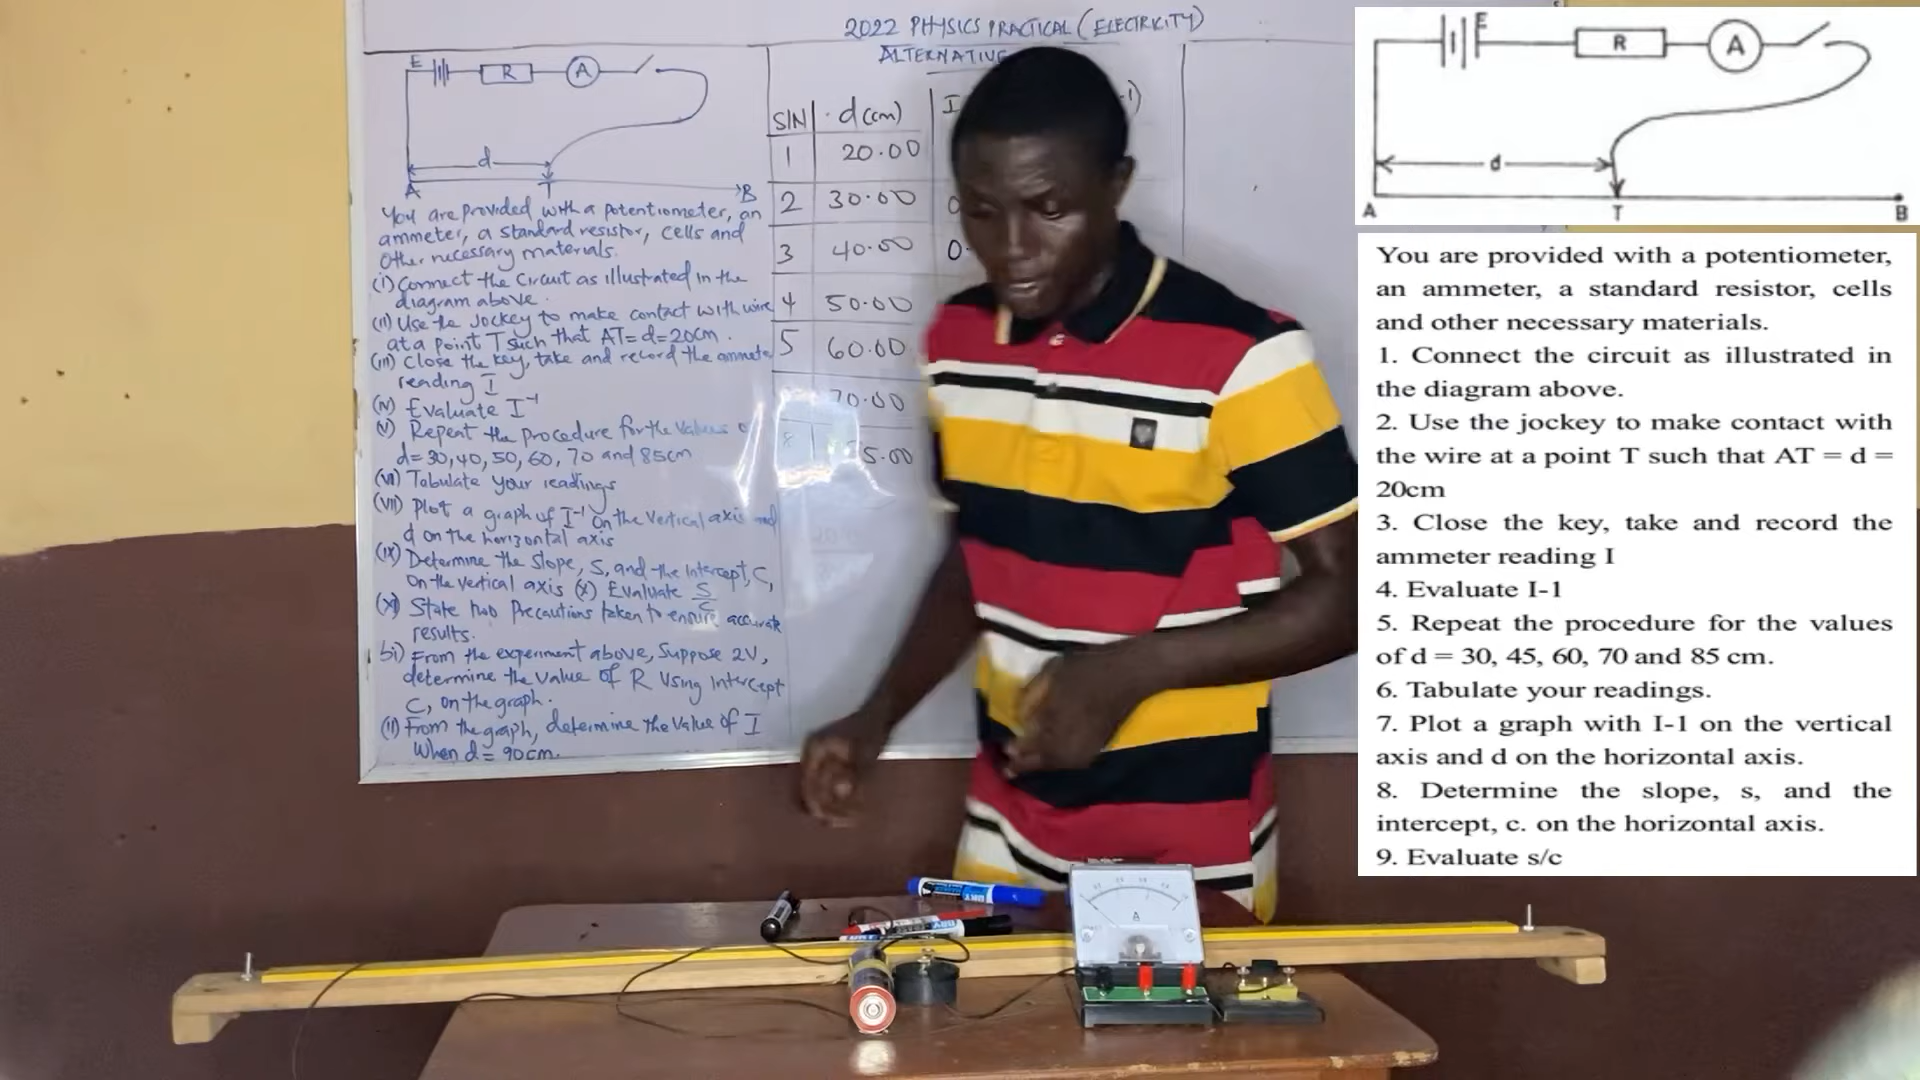 2022 PHYSICS PRACTICAL (ELECTRICITY)
ALTERNATIVE
E
R
A
d
A
T
B
You are provided with a potentiometer, an
ammeter, a standard resistor, cells and
other necessary materials.
(i) Connect the Circuit as illustrated in the
diagram above.
(ii) Use the Jockey to make contact with wire
at a point T such that AT=d=20cm.
(iii) Close the key, take and record the ammete
reading I
(iv) Evaluate I⁻¹
(v) Repeat the procedure for the values o
d=30,40,50,60,70 and 85cm
(vi) Tabulate your readings
(vii) Plot a graph of I⁻¹ on the vertical axis and
d on the horizontal axis
(ix) Determine the slope, S, and the intercept, C,
on the vertical axis (x) Evaluate S/C
(xi) State two precautions taken to ensure accurate
results.
bi) From the experiment above, suppose 2V,
determine the value of R using intercept
C, on the graph.
(ii) From the graph, determine the value of I
when d= 90cm.
S/N d(cm) I -1)
1 20.00
2 30.00 0
3 40.00 0.
4 50.00
5 60.00
70.00
8 5.00
E
R
A
d
A
T
B
You are provided with a potentiometer,
an ammeter, a standard resistor, cells
and other necessary materials.
1. Connect the circuit as illustrated in
the diagram above.
2. Use the jockey to make contact with
the wire at a point T such that AT = d =
20cm
3. Close the key, take and record the
ammeter reading I
4. Evaluate I-1
5. Repeat the procedure for the values
of d = 30, 45, 60, 70 and 85 cm.
6. Tabulate your readings.
7. Plot a graph with I-1 on the vertical
axis and d on the horizontal axis.
8. Determine the slope, s, and the
intercept, c. on the horizontal axis.
9. Evaluate s/c
A